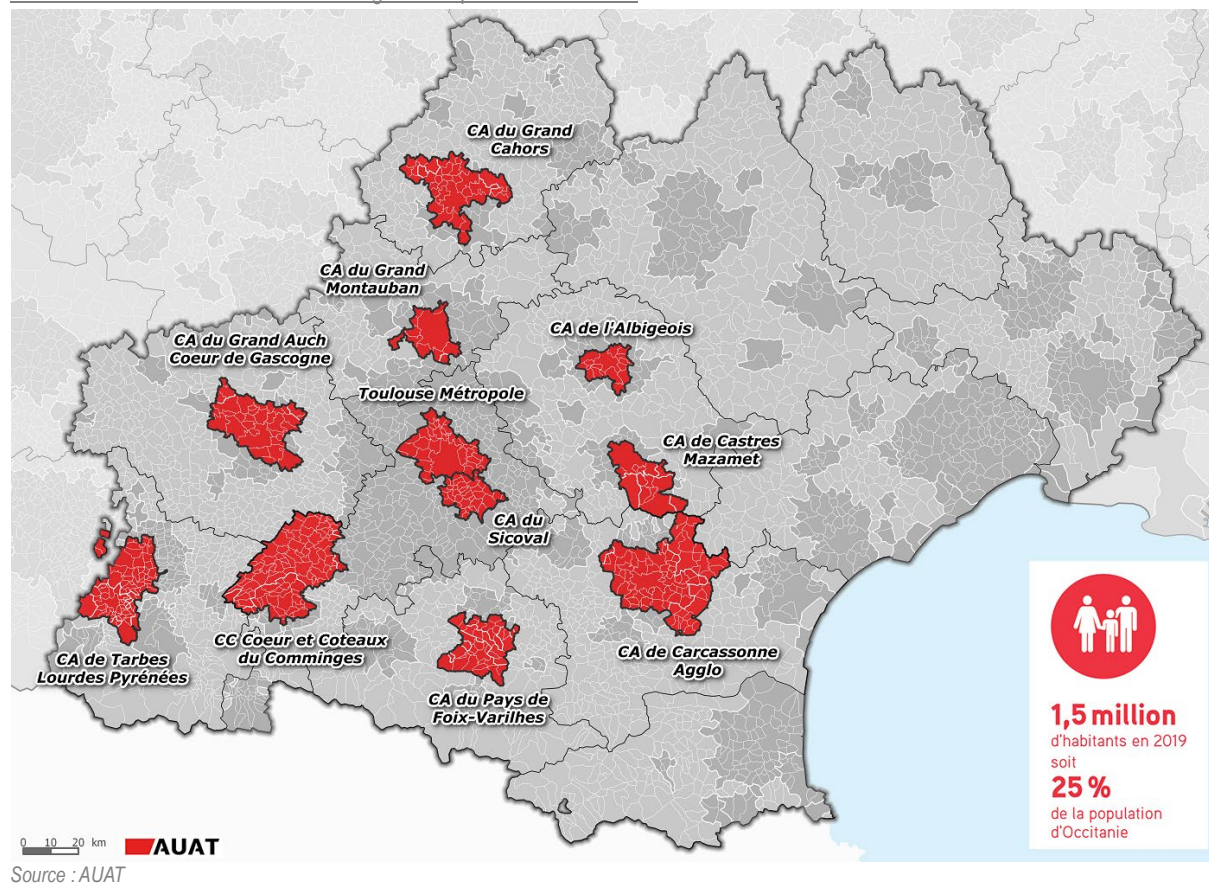 CA du Grand
Cahors
CA du Grand
Montauban
CA du Grand Auch
Coeur de Gascogne
CA de l'Albigeois
Toulouse Métropole
CA de Castres
Mazamet
CA du
Sicoval
CC Coeur et Coteaux
du Comminges
CA de Tarbes
Lourdes Pyrénées
CA de Carcassonne
Agglo
CA du Pays de
Foix-Varilhes
1,5 million
d'habitants en 2019
soit
25 %
de la population
d'Occitanie
0 10 20 km
AUAT
Source : AUAT